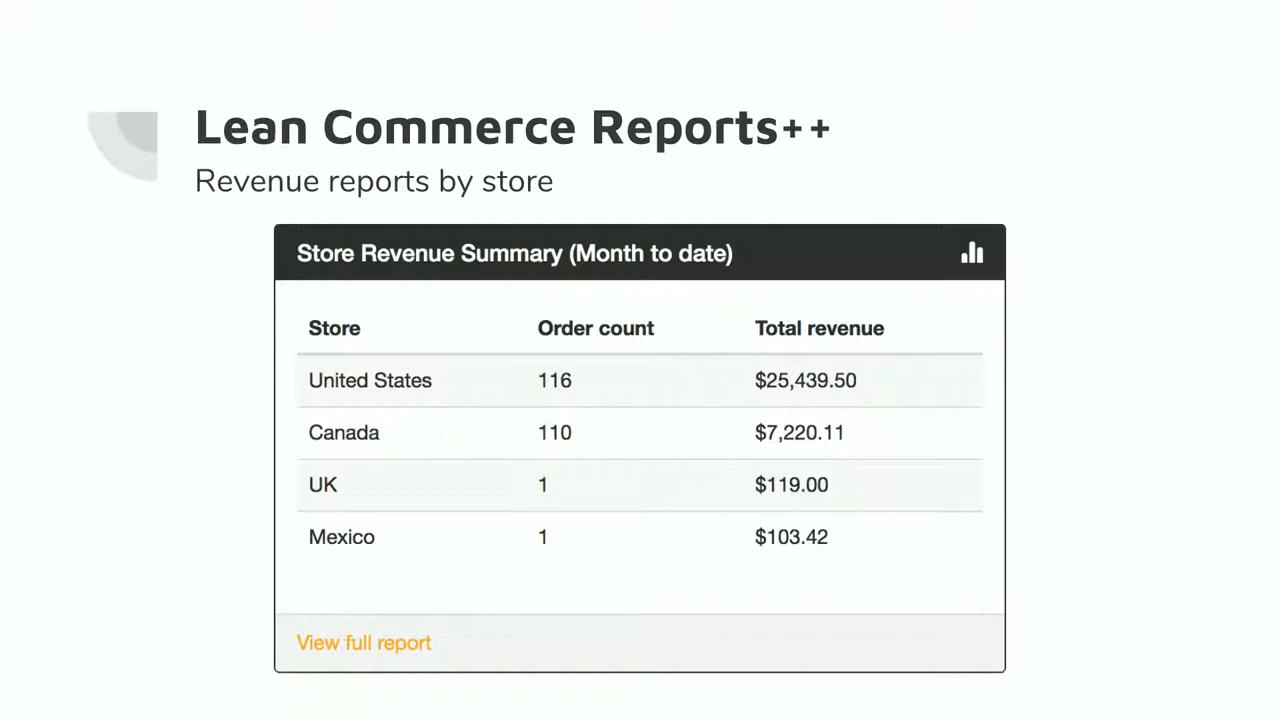 Lean Commerce Reports++
Revenue reports by store
Store Revenue Summary (Month to date)
Store Order count Total revenue
United States 116 $25,439.50
Canada 110 $7,220.11
UK 1 $119.00
Mexico 1 $103.42
View full report